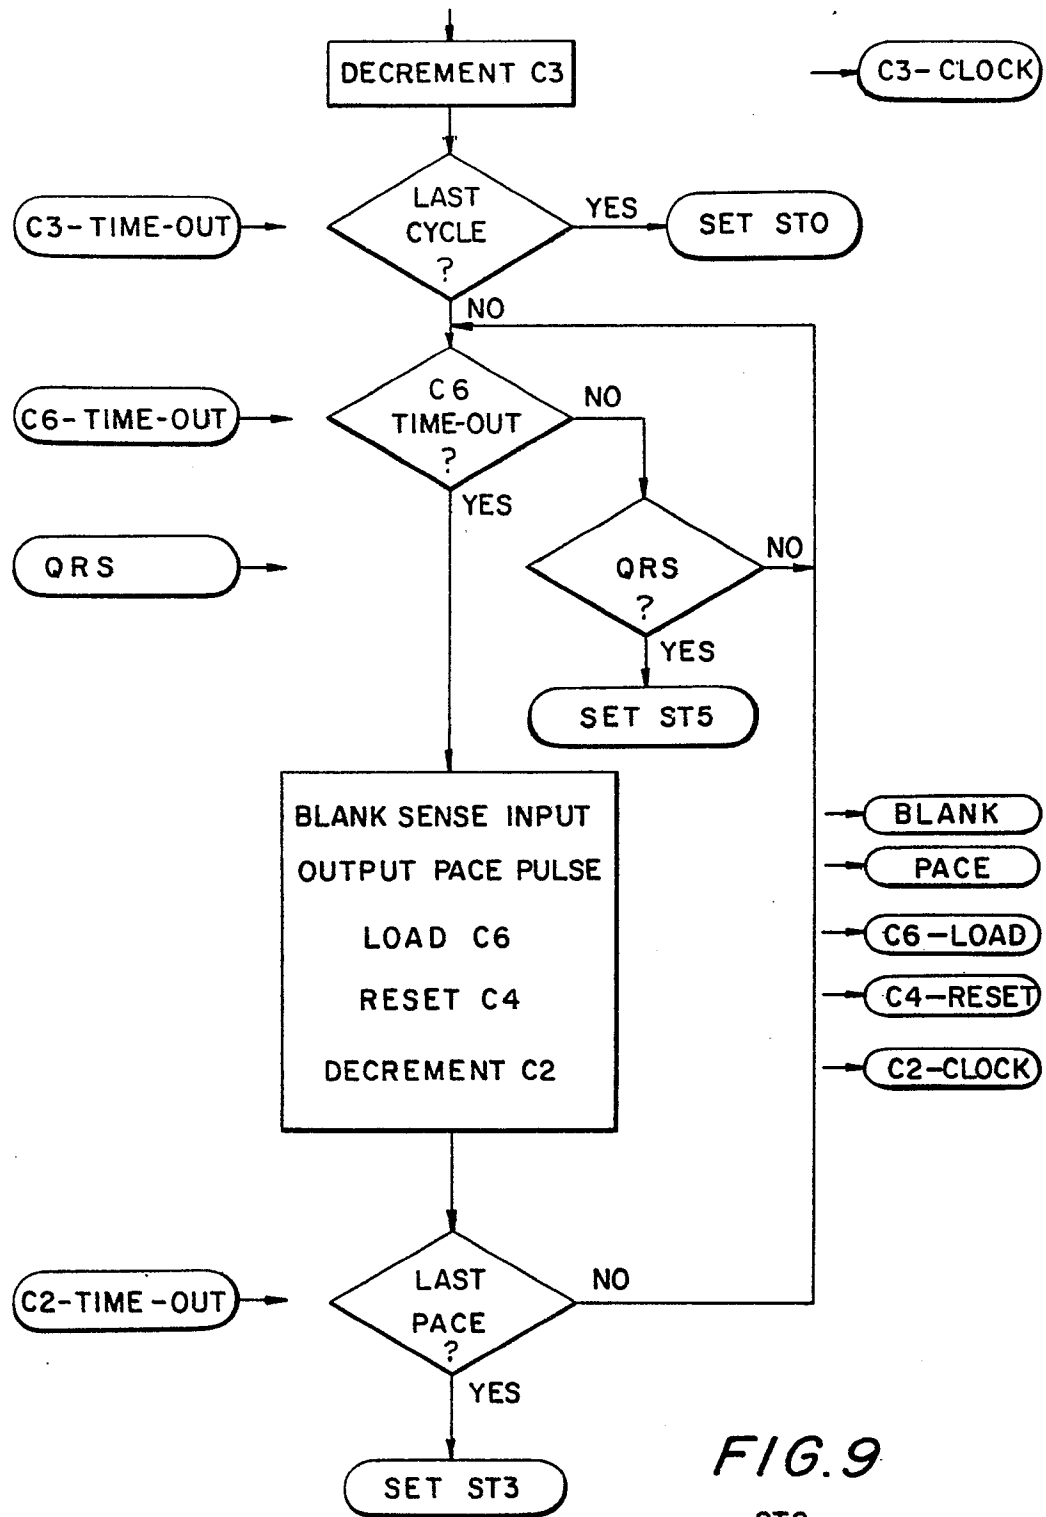 DECREMENT C3
C3-CLOCK
LAST
CYCLE
?
C3-TIME-OUT
YES
SET STO
NO
C6
TIME-OUT
?
C6-TIME-OUT
NO
YES
QRS
QRS
?
NO
YES
SET ST5
BLANK SENSE INPUT
OUTPUT PACE PULSE
LOAD C6
RESET C4
DECREMENT C2
BLANK
PACE
C6-LOAD
C4-RESET
C2-CLOCK
LAST
PACE
?
C2-TIME-OUT
NO
YES
SET ST3
FIG.9